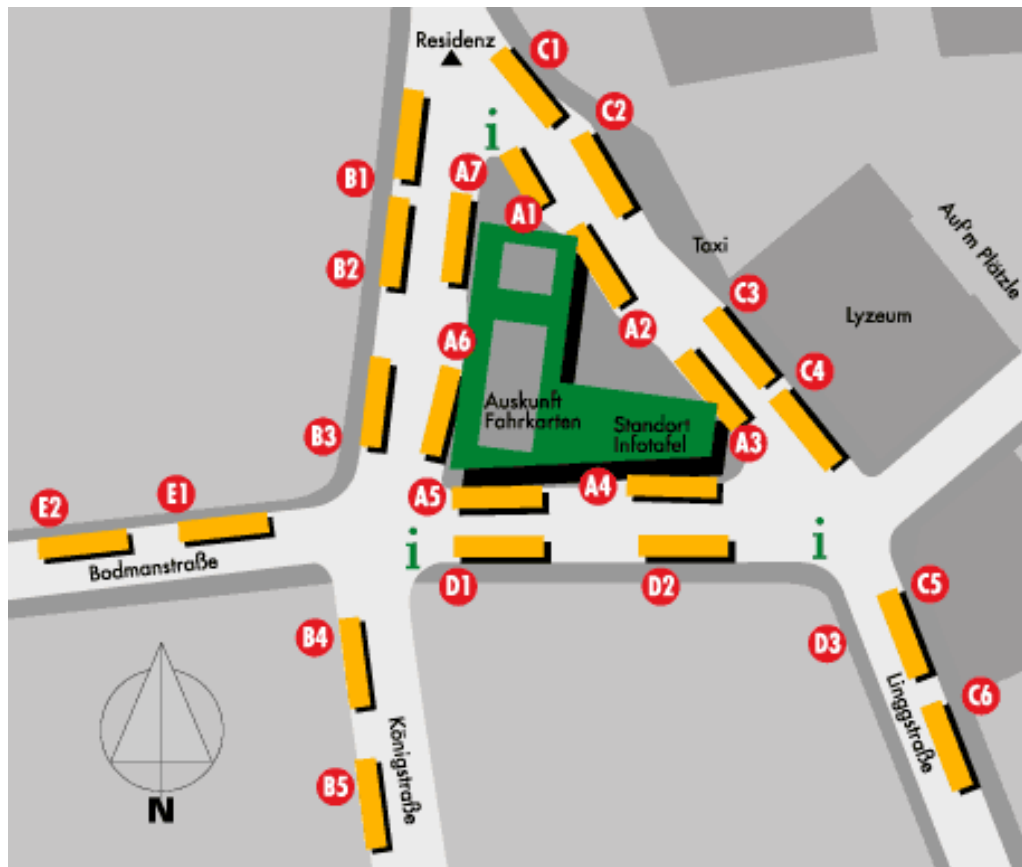 Residenz
C1
i
C2
B1
A7
A1
B2
Taxi
Auf'm Plätzle
A2
C3
Lyzeum
A6
C4
Auskunft
Fahrkarten
Standort
Infotafel
B3
A3
E2
E1
A5
A4
i
i
Bodmanstraße
D1
D2
C5
B4
D3
Linggstraße
C6
Königstraße
B5
N